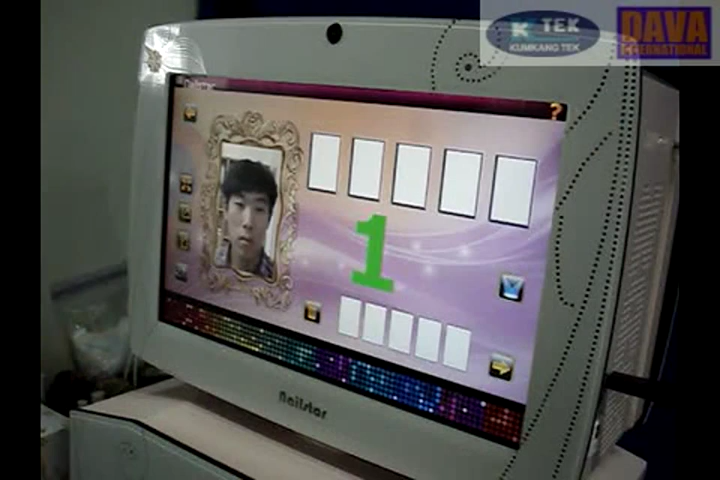 K TEK
KUMKANG TEK
DAVA
INTERNATIONAL
?
1
Nailstar